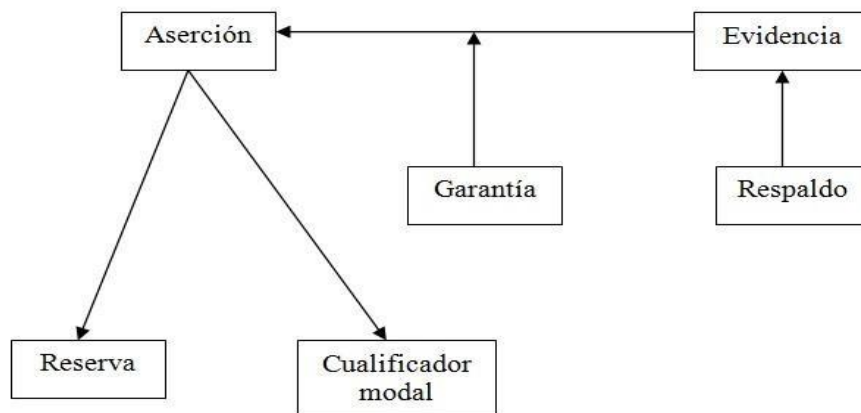 Aserción
Evidencia
Garantía
Respaldo
Reserva
Cualificador
modal